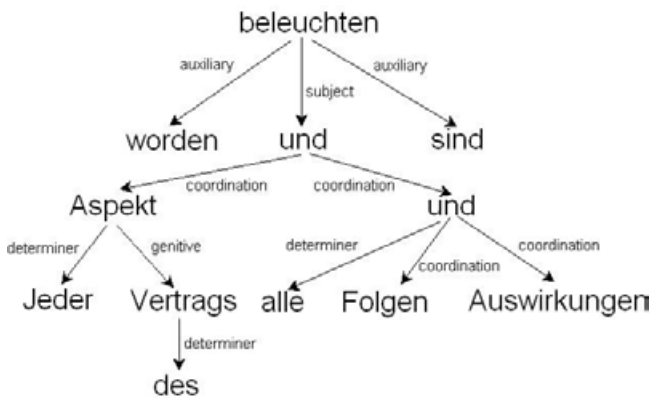 beleuchten
auxiliary subject auxiliary
worden und sind
coordination coordination
Aspekt und
determiner genitive determiner coordination coordination
Jeder Vertrags alle Folgen Auswirkungen
determiner
des